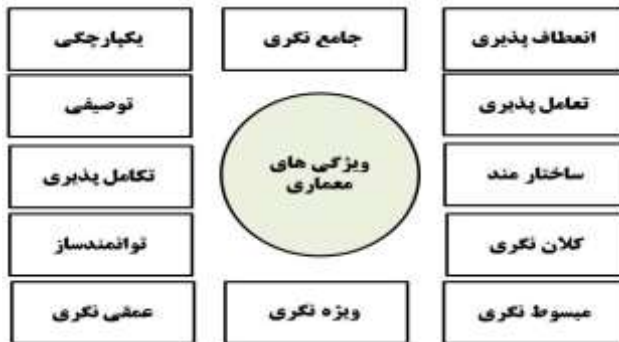 انعطاف پذیری
جامع نگری
یکپارچگی
تعامل پذیری
توصیفی
ویژگی های
معماری
ساختار مند
تکامل پذیری
کلان نگری
توانمندساز
مبسوط نگری
ویژه نگری
عمقی نگری